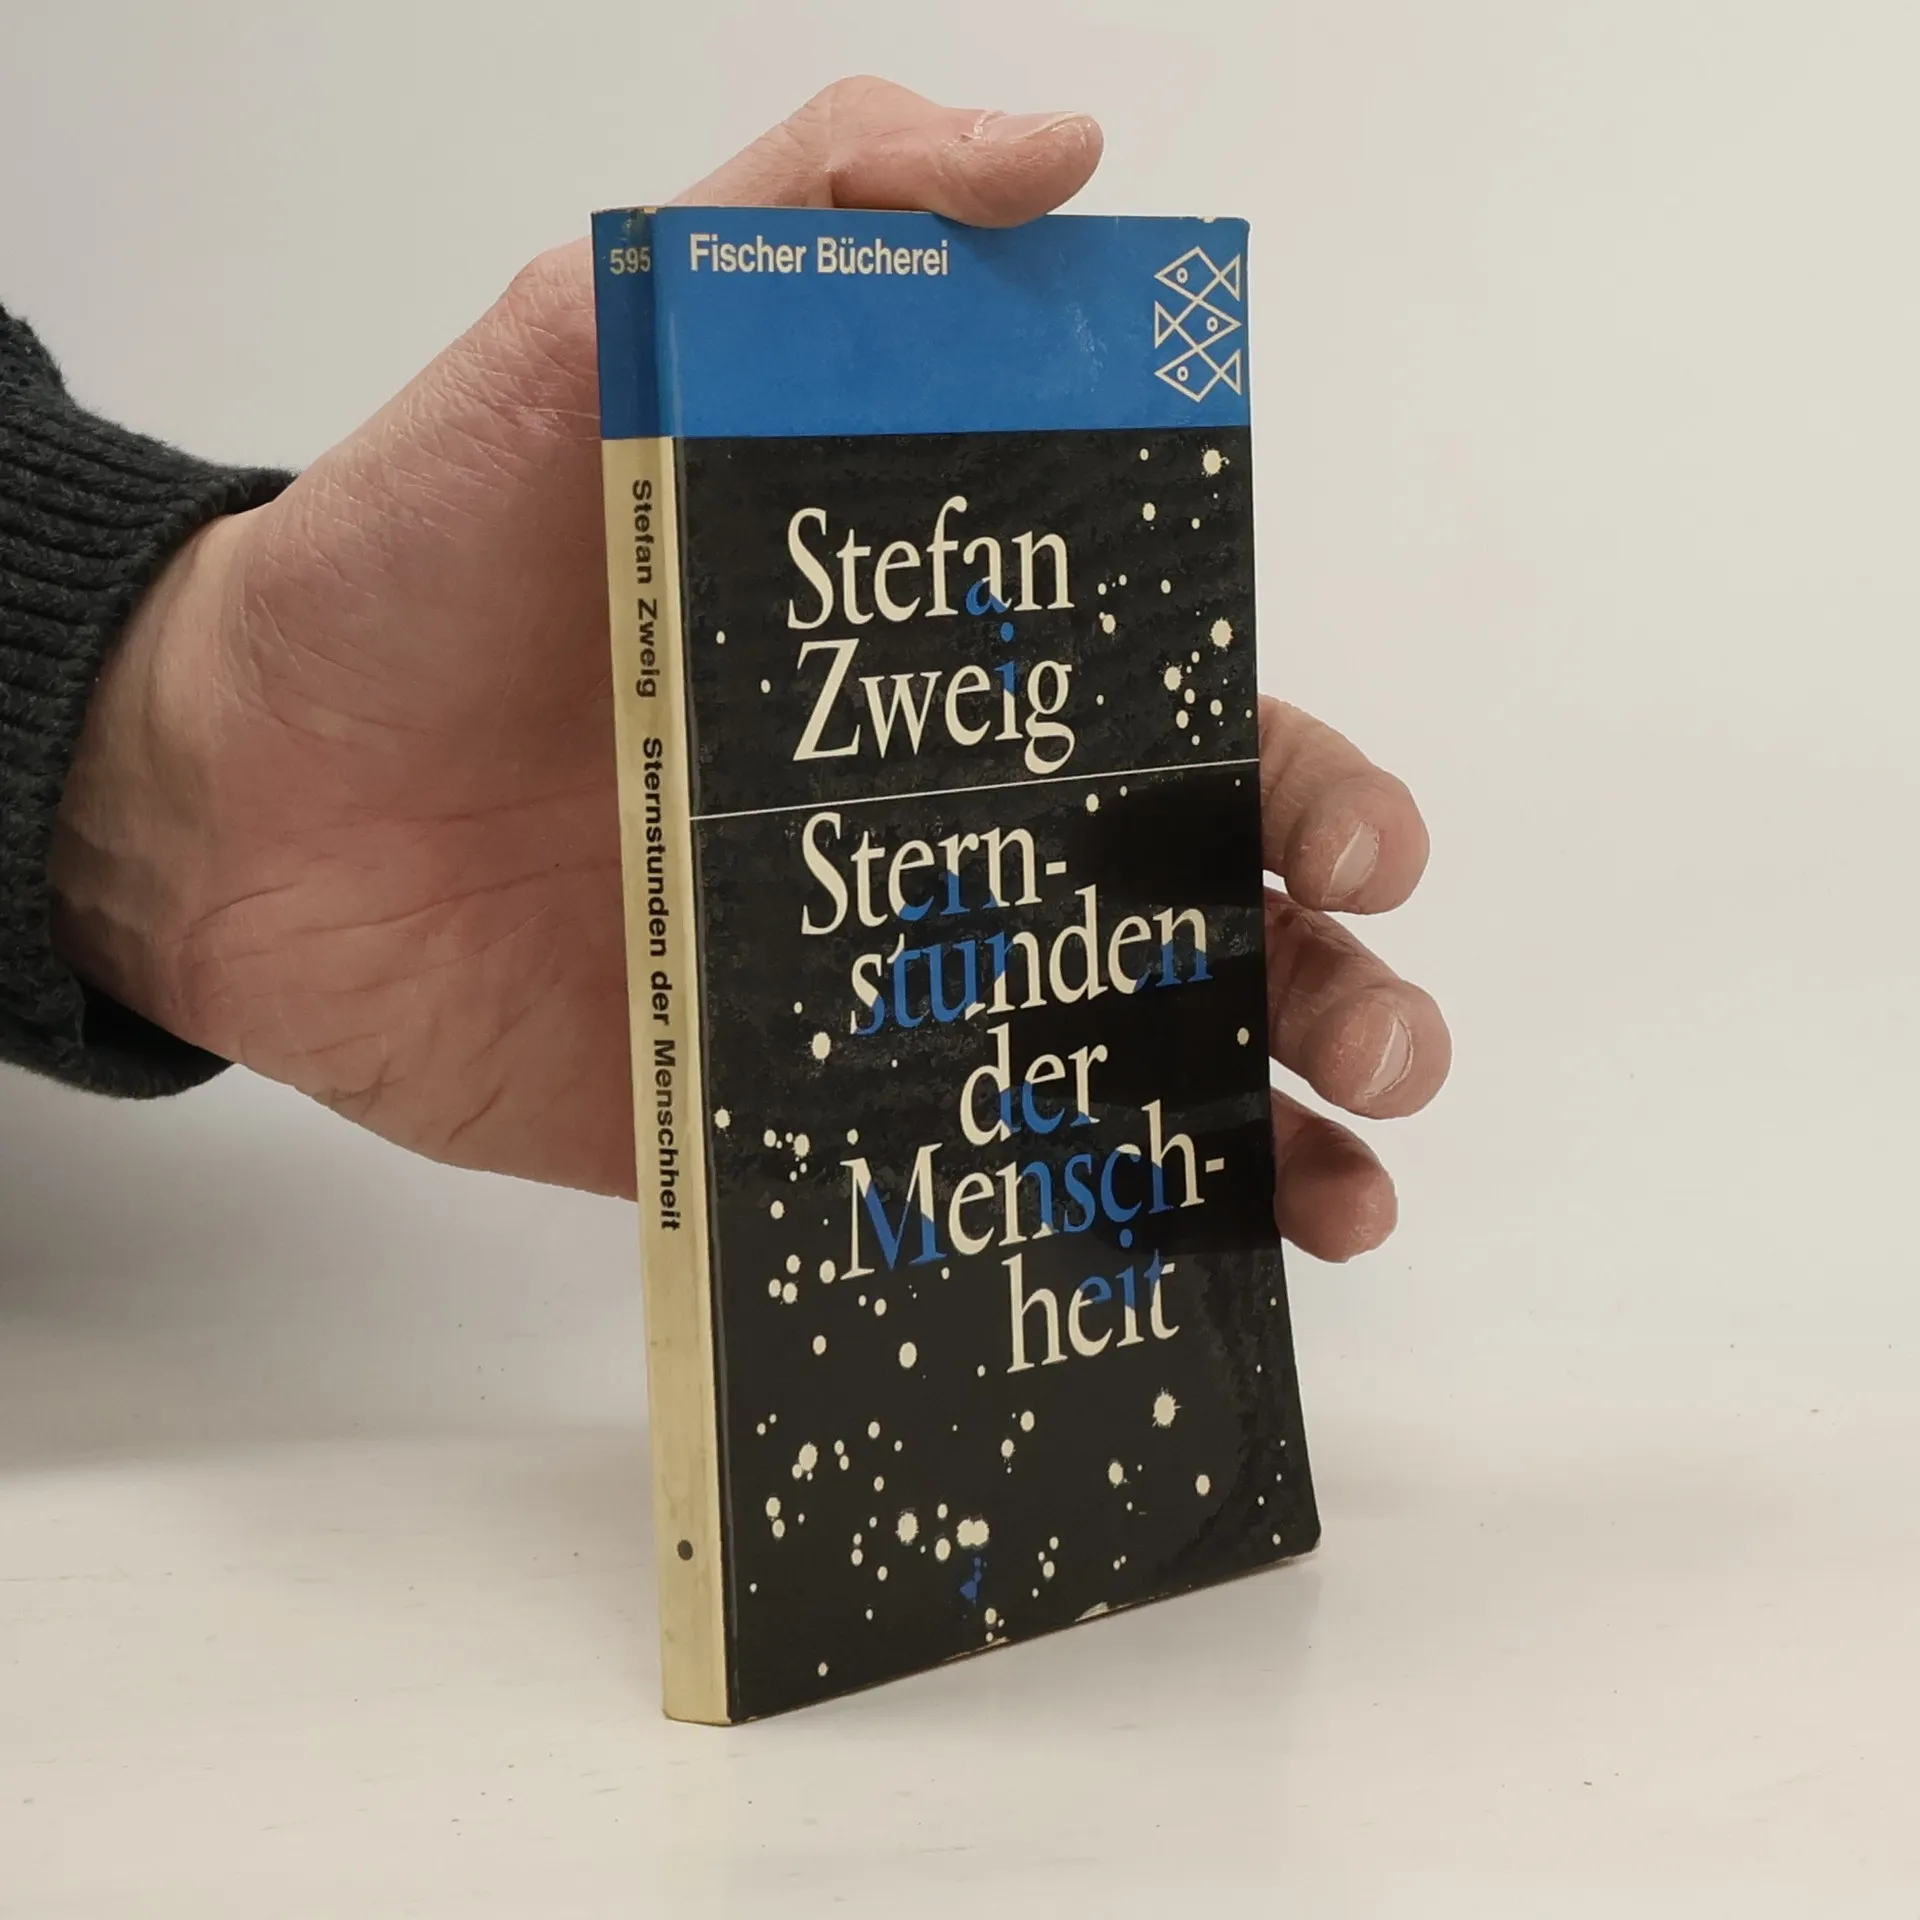 595
Fischer Bücherei
Stefan Zweig Sternstunden der Menschheit
Stefan
Zweig
Stern-
stunden
der
Mensch-
heit